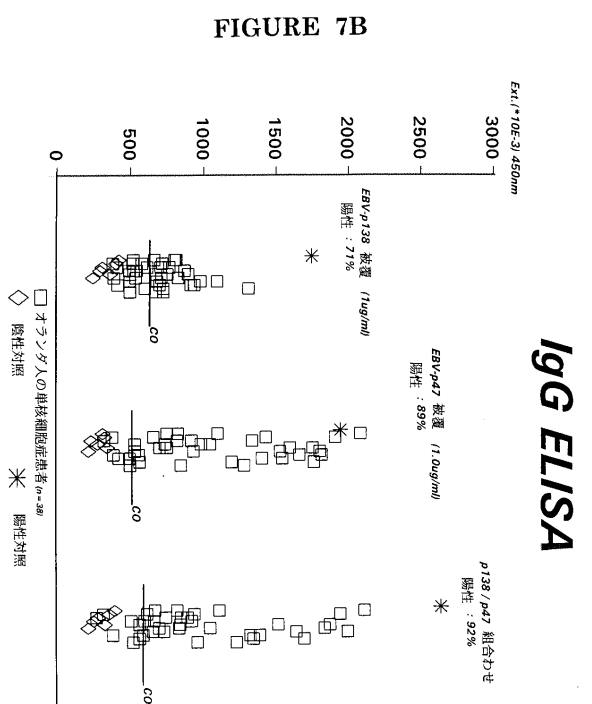 FIGURE 7B
IgG ELISA
Ext.(*10E-3) 450nm
3000
2500
2000
1500
1000
500
0
EBV-p138 被覆 (1ug/ml)
陽性 : 71%
CO
EBV-p47 被覆 (1.0ug/ml)
陽性 : 89%
CO
p138 / p47 組合わせ
陽性 : 92%
CO
オランダ人の単核細胞症患者 (n=38)
陰性対照
陽性対照